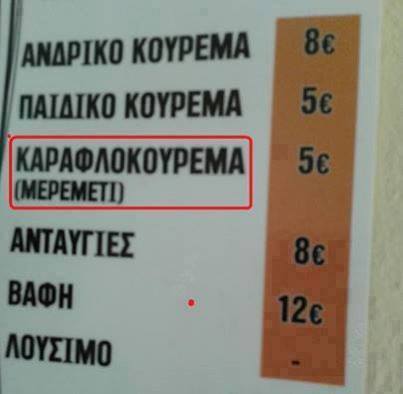 ΑΝΔΡΙΚΟ ΚΟΥΡΕΜΑ 8€
ΠΑΙΔΙΚΟ ΚΟΥΡΕΜΑ 5€
ΚΑΡΑΦΛΟΚΟΥΡΕΜΑ 5€
(ΜΕΡΕΜΕΤΙ)
ΑΝΤΑΥΓΙΕΣ 8€
ΒΑΦΗ 12€
ΛΟΥΣΙΜΟ -